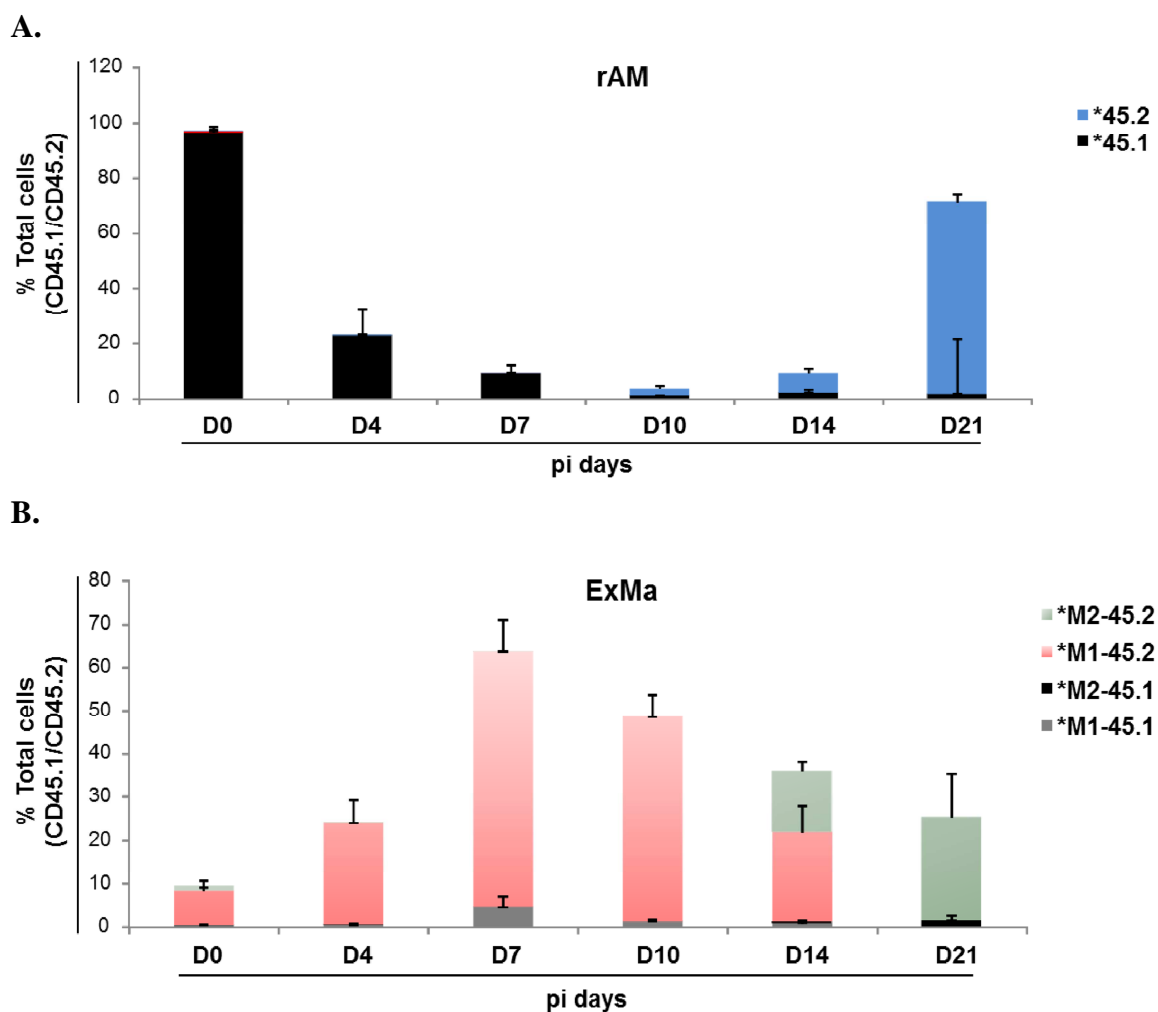 A.
rAM
% Total cells
(CD45.1/CD45.2)
120
100
80
60
40
20
0
*45.2
*45.1
D0 D4 D7 D10 D14 D21
pi days
B.
ExMa
% Total cells
(CD45.1/CD45.2)
80
70
60
50
40
30
20
10
0
*M2-45.2
*M1-45.2
*M2-45.1
*M1-45.1
D0 D4 D7 D10 D14 D21
pi days